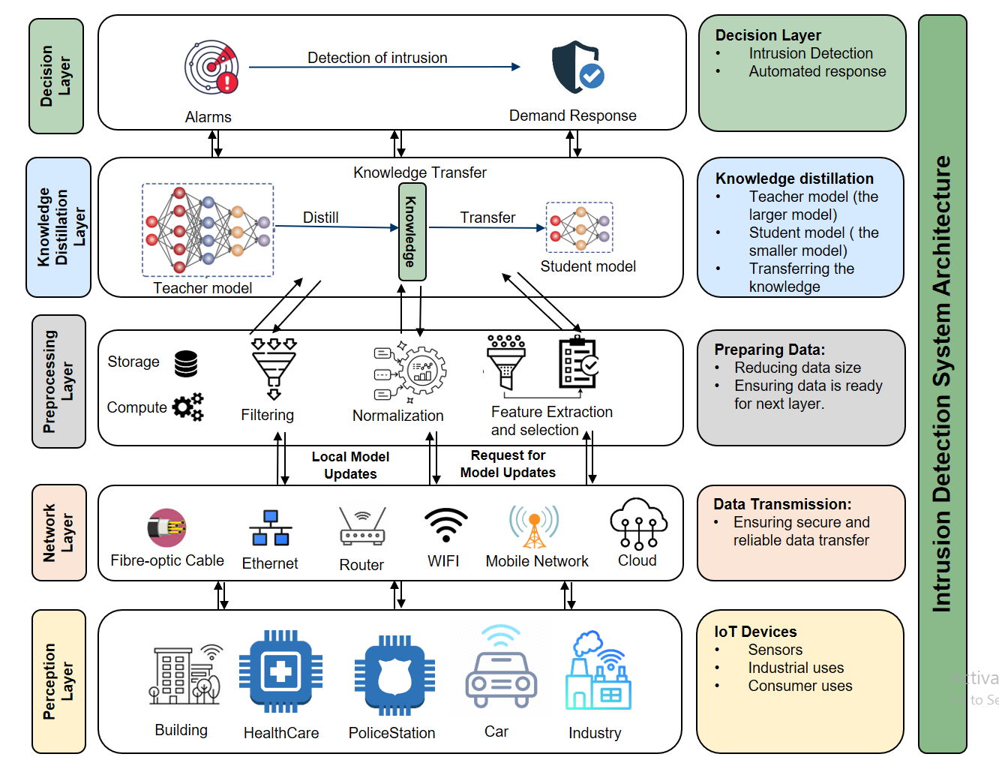 Decision
Layer
Detection of intrusion
Alarms
Demand Response
Decision Layer
• Intrusion Detection
• Automated response
Knowledge
Distillation
Layer
Knowledge Transfer
Distill
Knowledge
Transfer
Teacher model
Student model
Knowledge distillation
• Teacher model (the
larger model)
• Student model ( the
smaller model)
• Transferring the
knowledge
Preprocessing
Layer
Storage
Compute
Filtering
Normalization
Feature Extraction
and selection
Preparing Data:
• Reducing data size
• Ensuring data is ready
for next layer.
Local Model
Updates
Request for
Model Updates
Network
Layer
Fibre-optic Cable
Ethernet
Router
WIFI
Mobile Network
Cloud
Data Transmission:
• Ensuring secure and
reliable data transfer
Perception
Layer
Building
HealthCare
PoliceStation
Car
Industry
IoT Devices
• Sensors
• Industrial uses
• Consumer uses
Intrusion Detection System Architecture
to Se